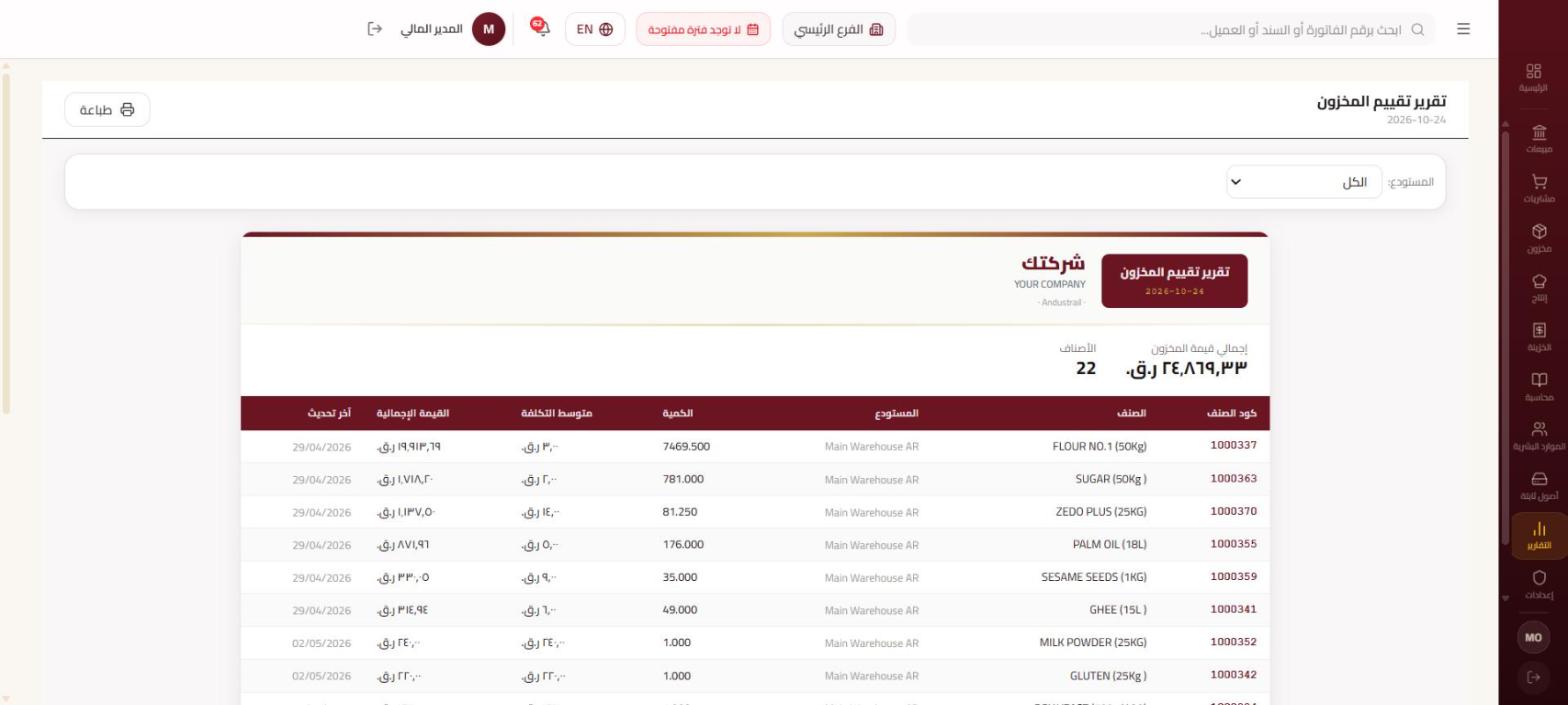 ابحث برقم الفاتورة أو السند أو العميل...
الفرع الرئيسي
لا توجد فترة مفتوحة
EN
62
M
المدير المالي
الرئيسية
مبيعات
مشتريات
مخزون
إنتاج
الخزينة
محاسبة
الموارد البشرية
أصول ثابتة
التقارير
إعدادات
MO
تقرير تقييم المخزون
2026-10-24
طباعة
المستودع:
الكل
تقرير تقييم المخزون
2026-10-24
شركتك
YOUR COMPANY
· Andustrail ·
إجمالي قيمة المخزون
٢٤,٨٦٩,٣٣ ر.ق.
الأصناف
22
كود الصنف الصنف المستودع الكمية متوسط التكلفة القيمة الإجمالية آخر تحديث
1000337 FLOUR NO.1 (50Kg) Main Warehouse AR 7469.500 ٣,٠٠ ر.ق. ١٩,٩١٣,٦٩ ر.ق. 29/04/2026
1000363 SUGAR (50Kg ) Main Warehouse AR 781.000 ٢,٠٠ ر.ق. ١,٧١٨,٢٠ ر.ق. 29/04/2026
1000370 ZEDO PLUS (25KG) Main Warehouse AR 81.250 ١٤,٠٠ ر.ق. ١,١٣٧,٥٠ ر.ق. 29/04/2026
1000355 PALM OIL (18L) Main Warehouse AR 176.000 ٥,٠٠ ر.ق. ٨٧١,٩٦ ر.ق. 29/04/2026
1000359 SESAME SEEDS (1KG) Main Warehouse AR 35.000 ٩,٠٠ ر.ق. ٣٣٠,٠٥ ر.ق. 29/04/2026
1000341 GHEE (15L ) Main Warehouse AR 49.000 ٦,٠٠ ر.ق. ٣١٤,٩٤ ر.ق. 29/04/2026
1000352 MILK POWDER (25KG) Main Warehouse AR 1.000 ٢٤٠,٠٠ ر.ق. ٢٤٠,٠٠ ر.ق. 02/05/2026
1000342 GLUTEN (25Kg ) Main Warehouse AR 1.000 ٢٢٠,٠٠ ر.ق. ٢٢٠,٠٠ ر.ق. 02/05/2026